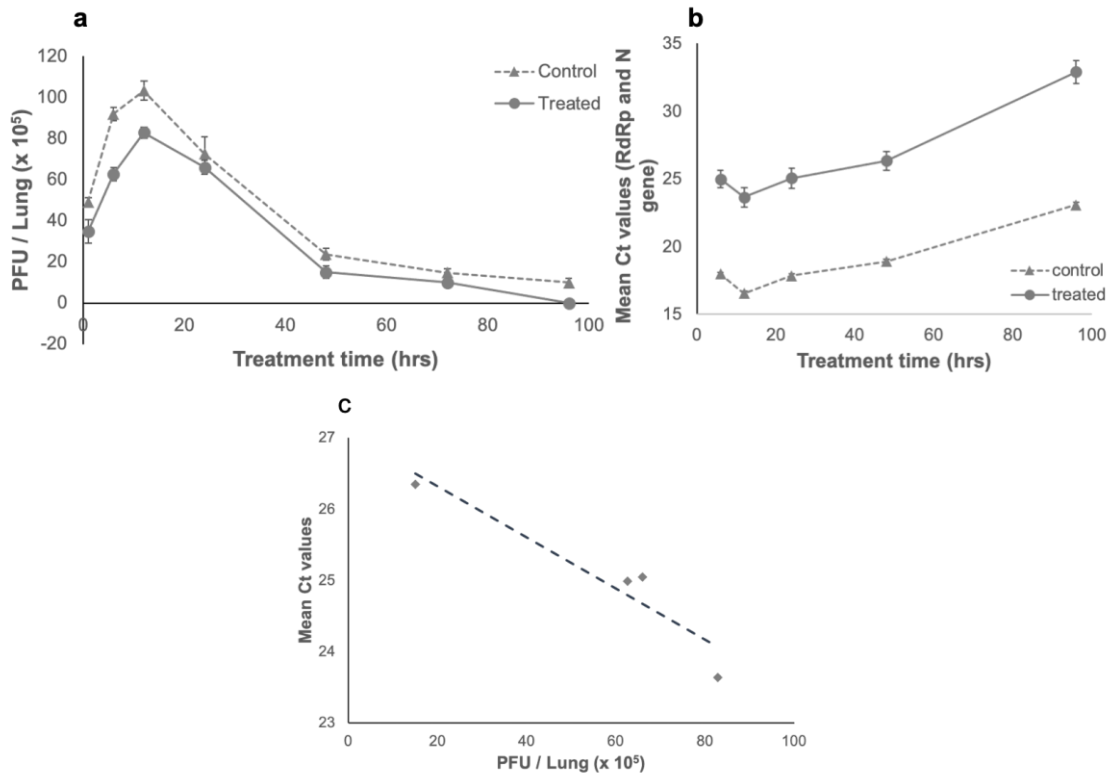 a
120
100
80
60
40
20
0
-20
0
20
40
60
80
100
PFU / Lung (x 10⁵)
Treatment time (hrs)
Control
Treated
b
35
30
25
20
15
0
20
40
60
80
100
Mean Ct values (RdRp and N
gene)
Treatment time (hrs)
control
treated
c
27
26
25
24
23
0
20
40
60
80
100
Mean Ct values
PFU / Lung (x 10⁵)